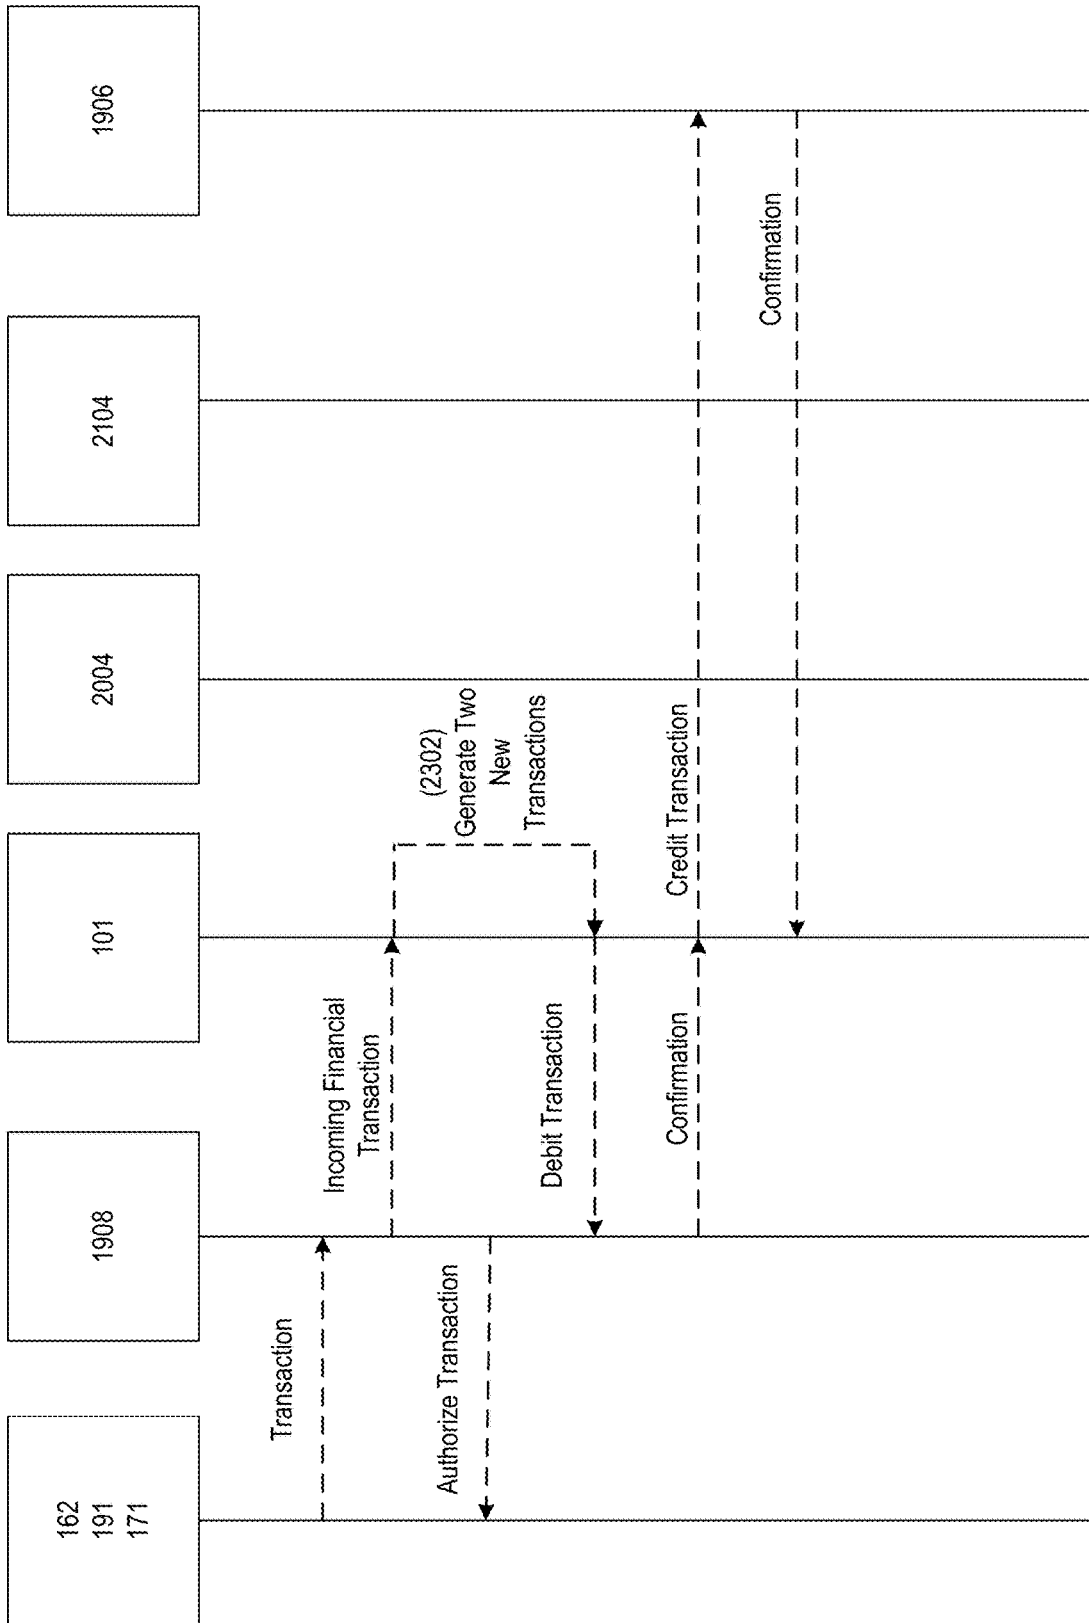 162
191
171
1908
101
2004
2104
1906
Transaction
Incoming Financial
Transaction
Authorize Transaction
(2302)
Generate Two
New
Transactions
Debit Transaction
Confirmation
Credit Transaction
Confirmation